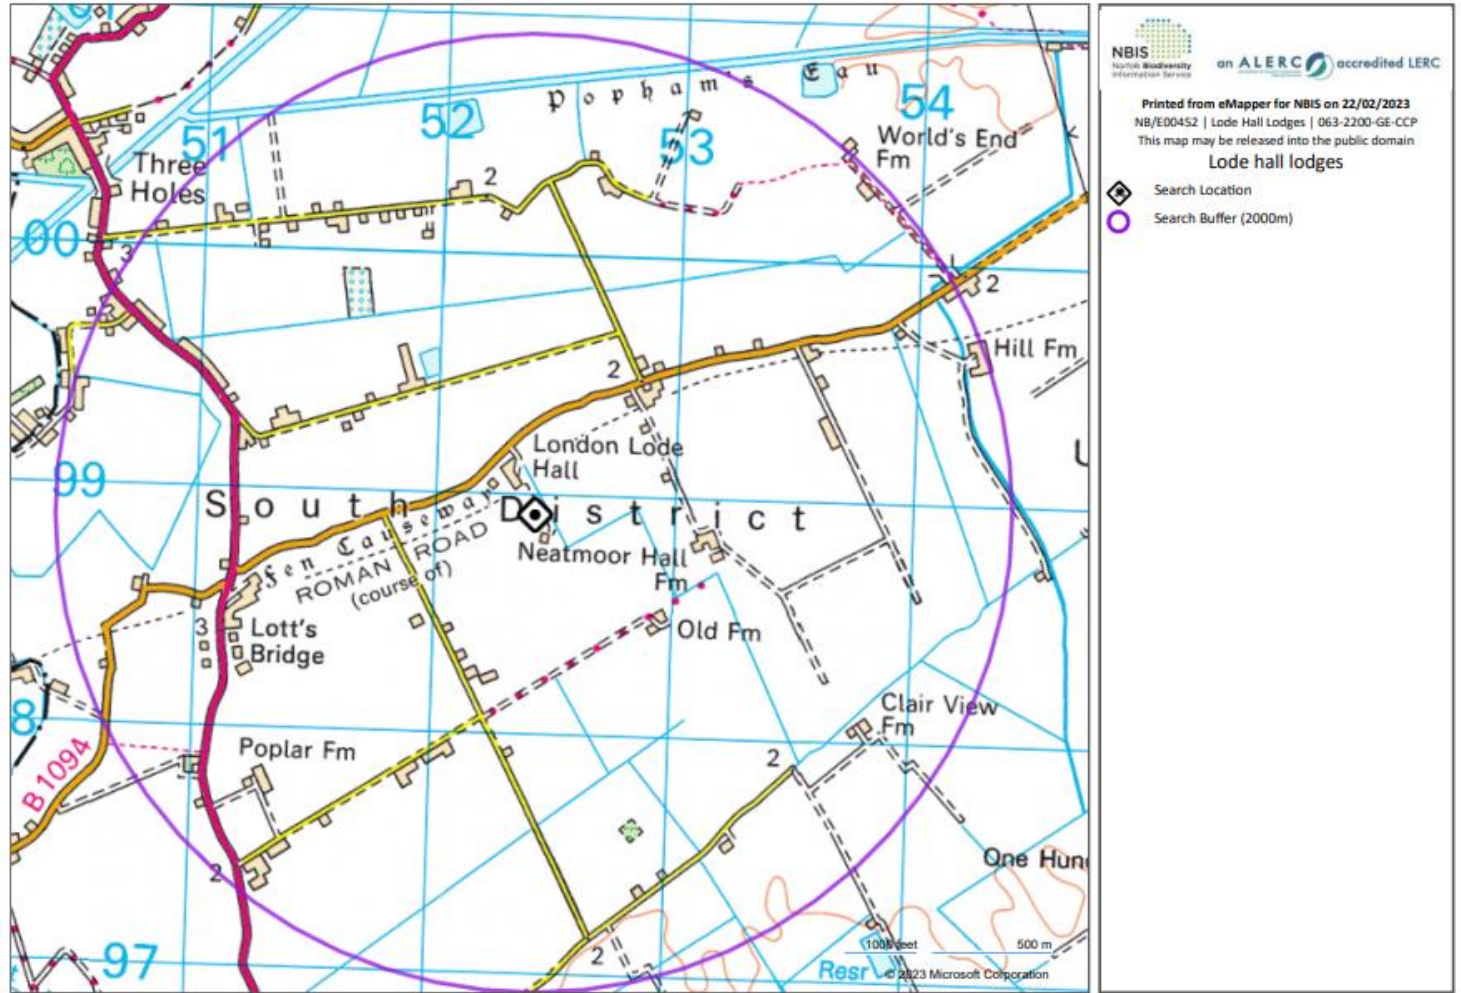 51
52
Popham's Eau
53
54
World's End
Fm
Three
Holes
2
00
3
2
Hill Fm
2
London Lode
Hall
99
South District
Fen Causeway
ROMAN ROAD
(course of)
Neatmoor Hall
Fm
3
Lott's
Bridge
Old Fm
8
Clair View
Fm
B 1094
Poplar Fm
2
2
One Hun
97
2
1000 feet
500 m
Resr
© 2023 Microsoft Corporation
NBIS
Norfolk Biodiversity
Information Service
an ALERC accredited LERC
Printed from eMapper for NBIS on 22/02/2023
NB/E00452 | Lode Hall Lodges | 063-2200-GE-CCP
This map may be released into the public domain
Lode hall lodges
Search Location
Search Buffer (2000m)